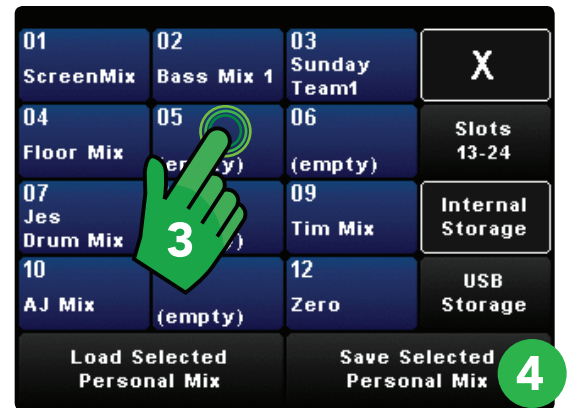 01
ScreenMix
02
Bass Mix 1
03
Sunday
Team1
X
04
Floor Mix
05
(empty)
06
(empty)
Slots
13-24
07
Jes
Drum Mix
3
09
Tim Mix
Internal
Storage
10
AJ Mix
(empty)
12
Zero
USB
Storage
Load Selected
Personal Mix
Save Selected
Personal Mix
4